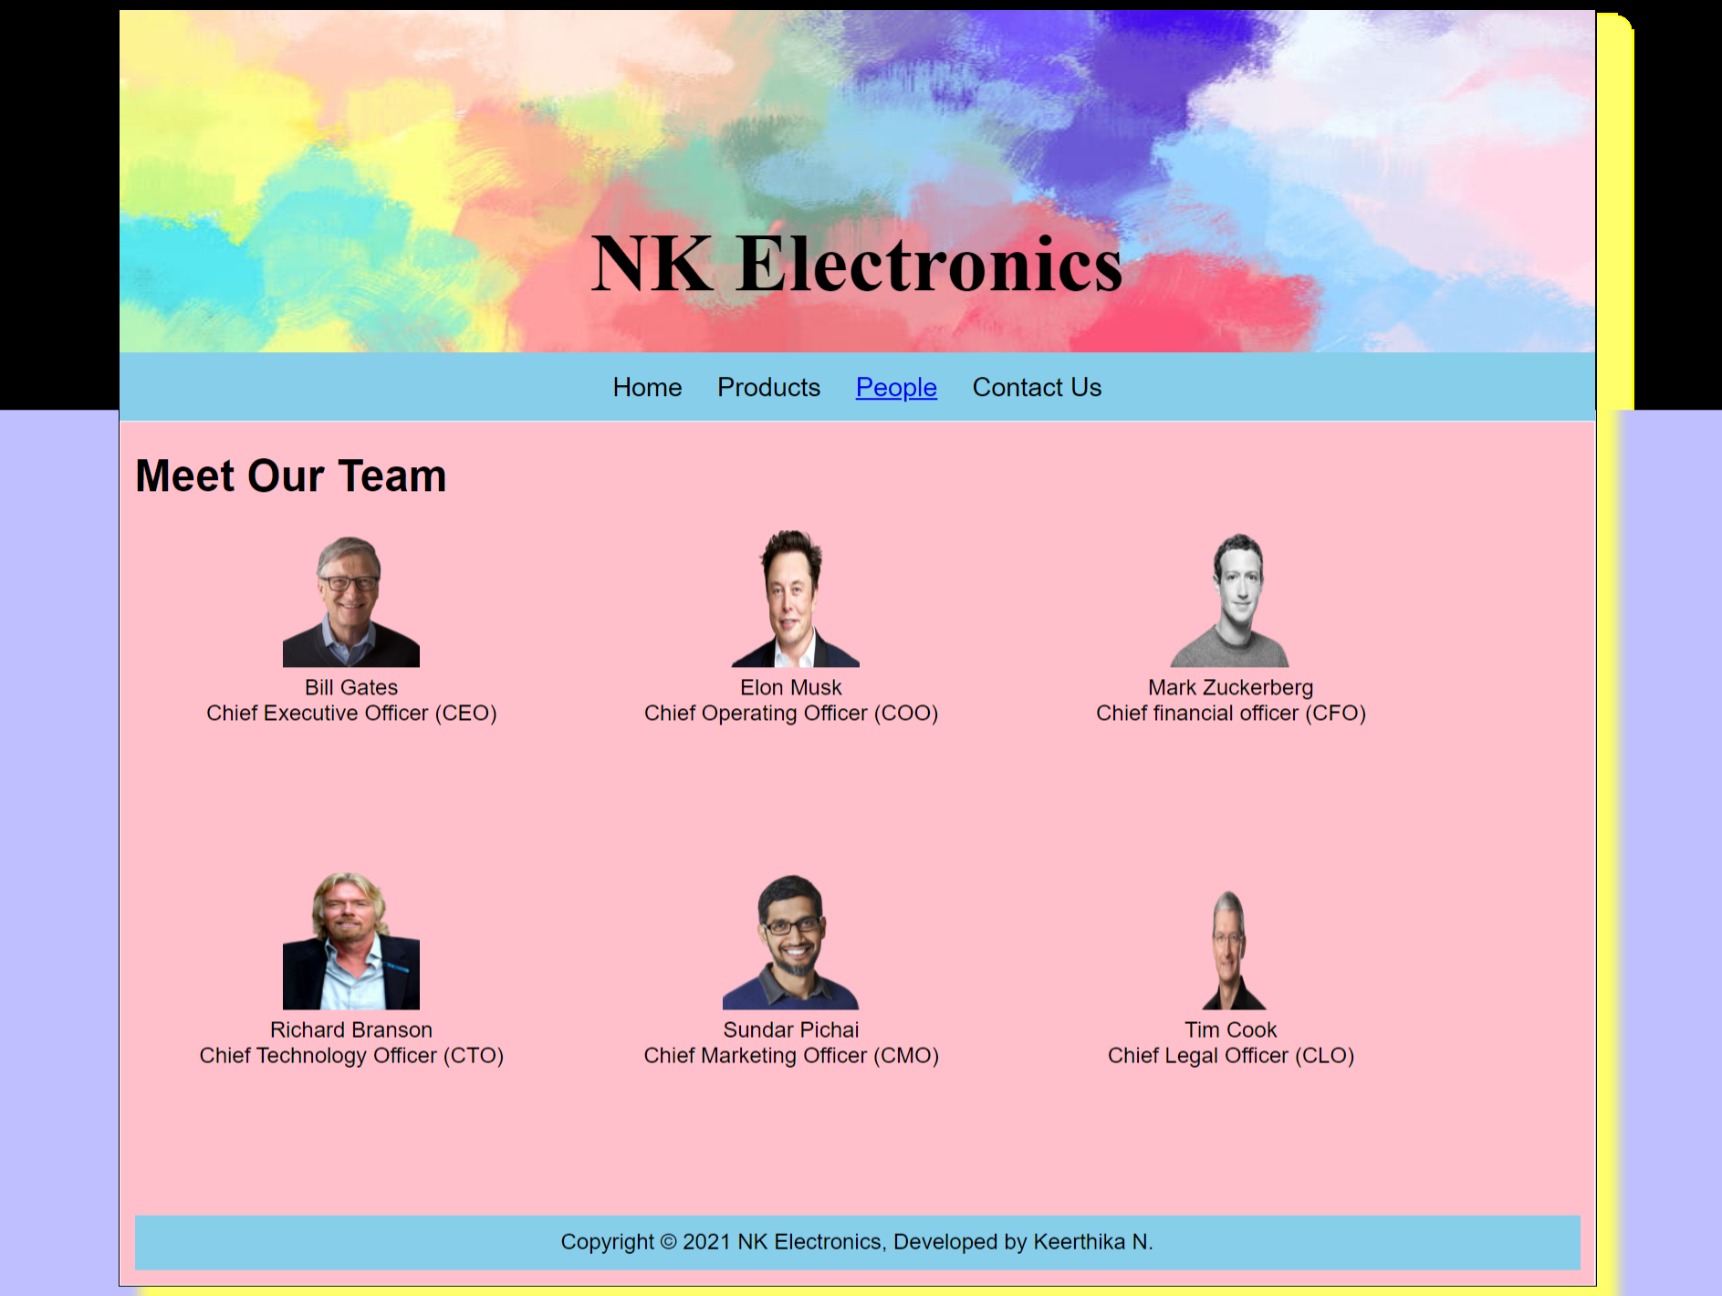 NK Electronics
Home Products People Contact Us
Meet Our Team
Bill Gates
Chief Executive Officer (CEO)
Elon Musk
Chief Operating Officer (COO)
Mark Zuckerberg
Chief financial officer (CFO)
Richard Branson
Chief Technology Officer (CTO)
Sundar Pichai
Chief Marketing Officer (CMO)
Tim Cook
Chief Legal Officer (CLO)
Copyright © 2021 NK Electronics, Developed by Keerthika N.